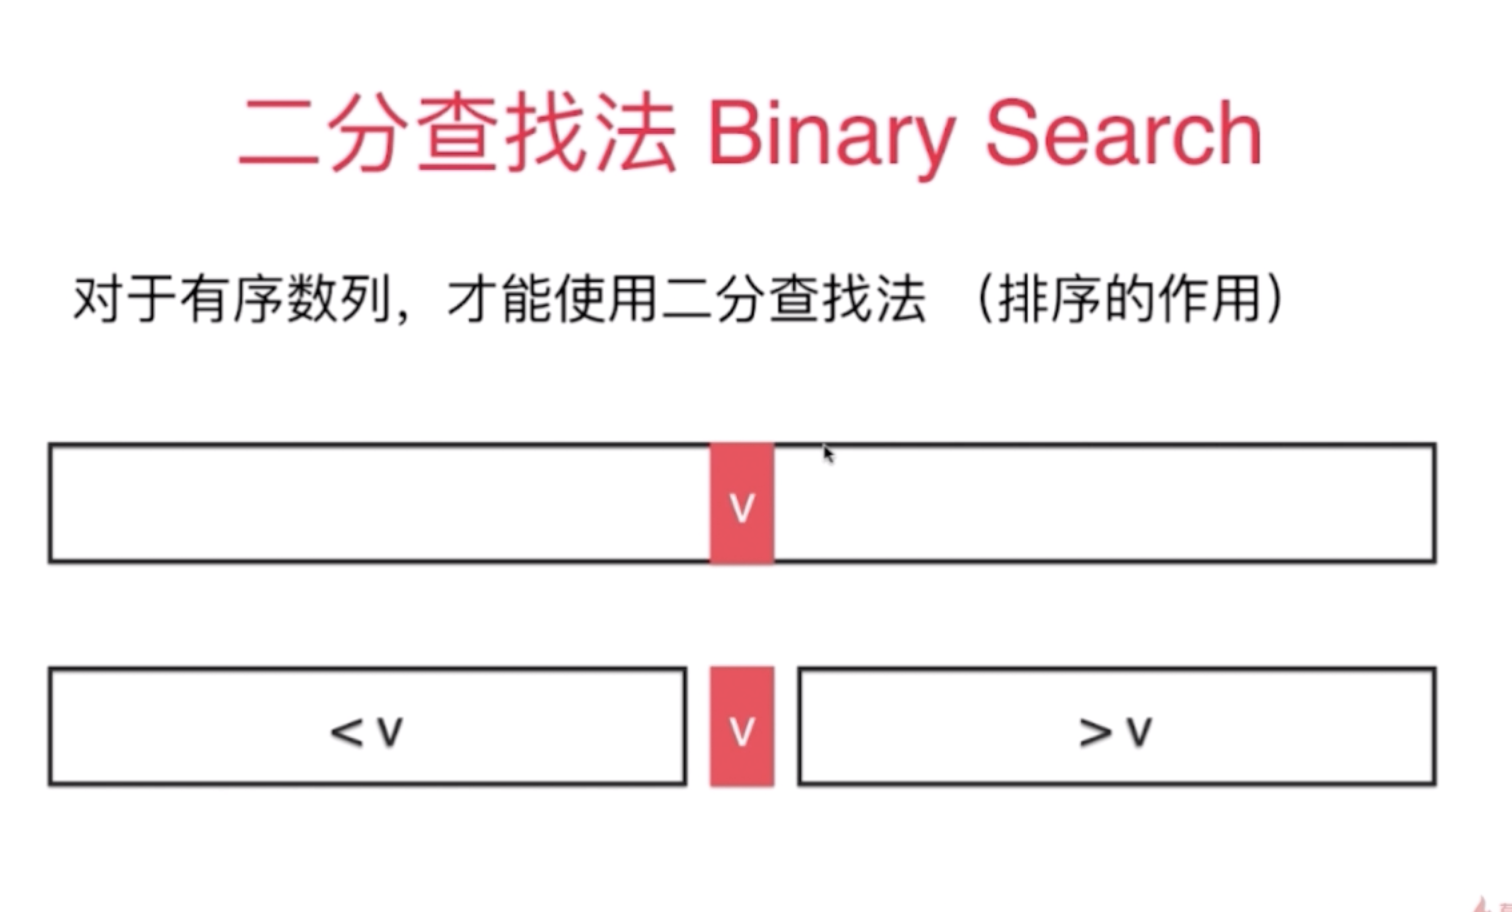 二分查找法 Binary Search
对于有序数列，才能使用二分查找法 （排序的作用）
v
< v v > v